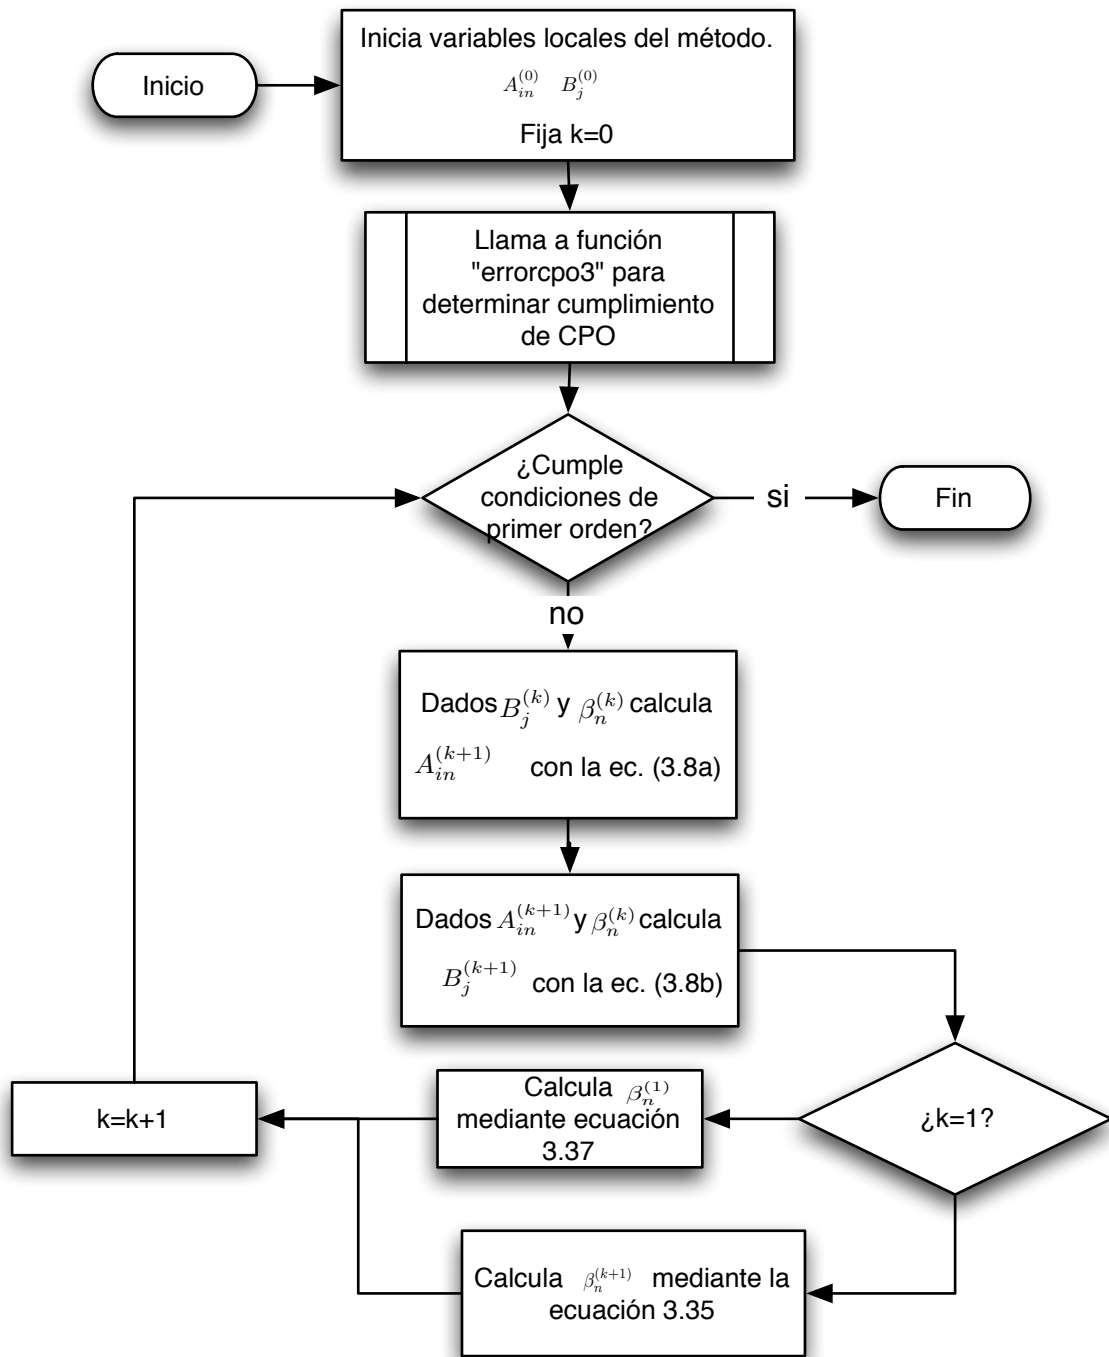 Inicio
Inicia variables locales del método.
A_{in}^{(0)} B_j^{(0)}
Fija k=0
Llama a función
"errorcpo3" para
determinar cumplimiento
de CPO
¿Cumple
condiciones de
primer orden?
si
Fin
no
Dados B_j^{(k)} y β_n^{(k)} calcula
A_{in}^{(k+1)} con la ec. (3.8a)
Dados A_{in}^{(k+1)} y β_n^{(k)} calcula
B_j^{(k+1)} con la ec. (3.8b)
¿k=1?
Calcula β_n^{(1)}
mediante ecuación
3.37
k=k+1
Calcula β_n^{(k+1)} mediante la
ecuación 3.35